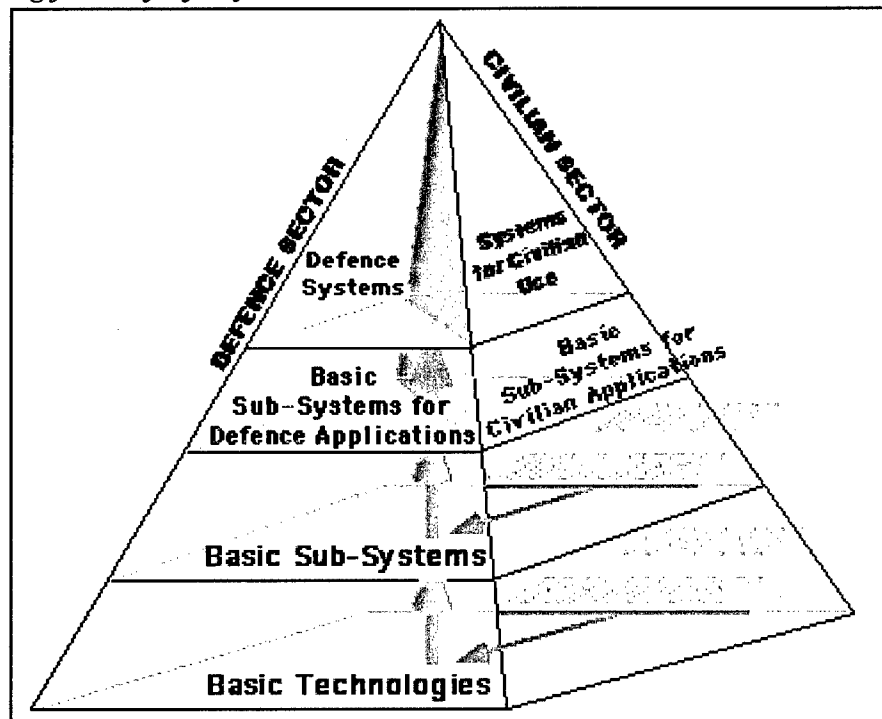 DEFENCE SECTOR
CIVILIAN SECTOR
Defence
Systems
Systems
for Civilian
Use
Basic
Sub-Systems for
Defence Applications
Basic
Sub-Systems for
Civilian Applications
Basic Sub-Systems
Basic Technologies